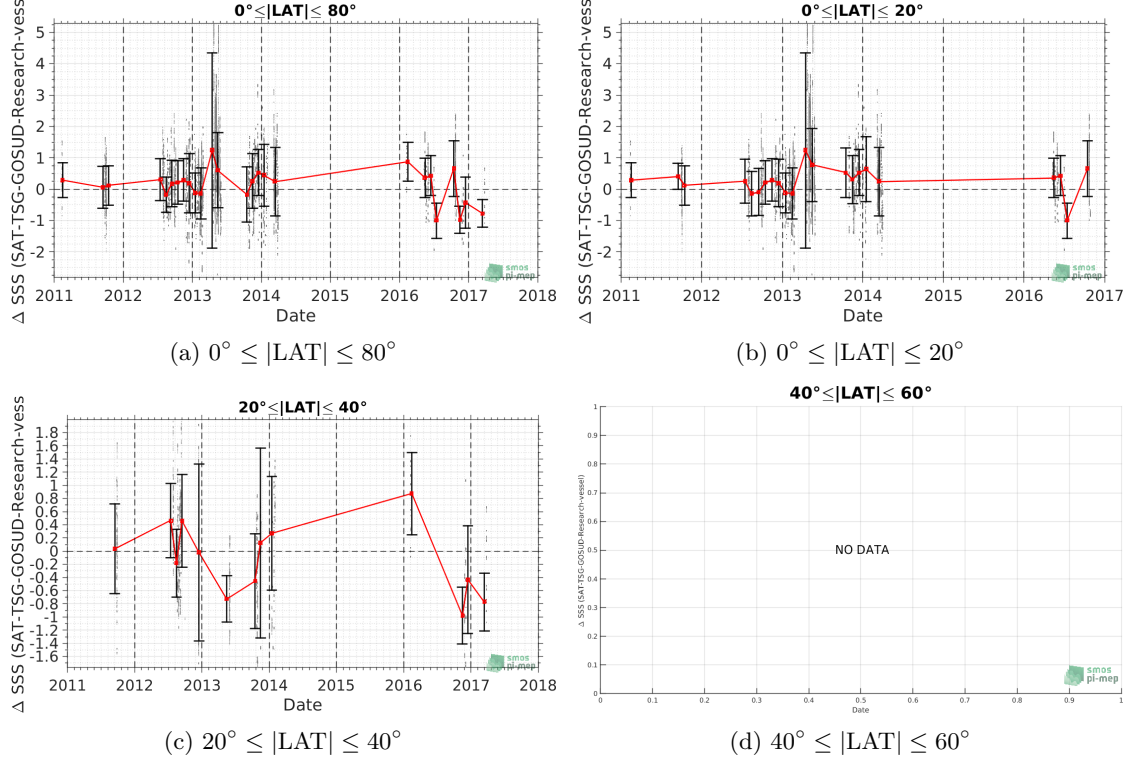 0°≤|LAT|≤ 80°
Δ SSS (SAT-TSG-GOSUD-Research-vess
5
4
3
2
1
0
-1
-2
2011 2012 2013 2014 2015 2016 2017 2018
Date
smos
pi-mep
(a) 0° ≤ |LAT| ≤ 80°
0°≤|LAT|≤ 20°
Δ SSS (SAT-TSG-GOSUD-Research-vess
5
4
3
2
1
0
-1
-2
2011 2012 2013 2014 2015 2016 2017
Date
smos
pi-mep
(b) 0° ≤ |LAT| ≤ 20°
20°≤|LAT|≤ 40°
Δ SSS (SAT-TSG-GOSUD-Research-vess
1.8
1.6
1.4
1.2
1
0.8
0.6
0.4
0.2
0
-0.2
-0.4
-0.6
-0.8
-1
-1.2
-1.4
-1.6
2011 2012 2013 2014 2015 2016 2017 2018
Date
smos
pi-mep
(c) 20° ≤ |LAT| ≤ 40°
40°≤|LAT|≤ 60°
Δ SSS (SAT-TSG-GOSUD-Research-vessel)
1
0.9
0.8
0.7
0.6
0.5
0.4
0.3
0.2
0.1
0
NO DATA
0 0.1 0.2 0.3 0.4 0.5 0.6 0.7 0.8 0.9 1
Date
smos
pi-mep
(d) 40° ≤ |LAT| ≤ 60°